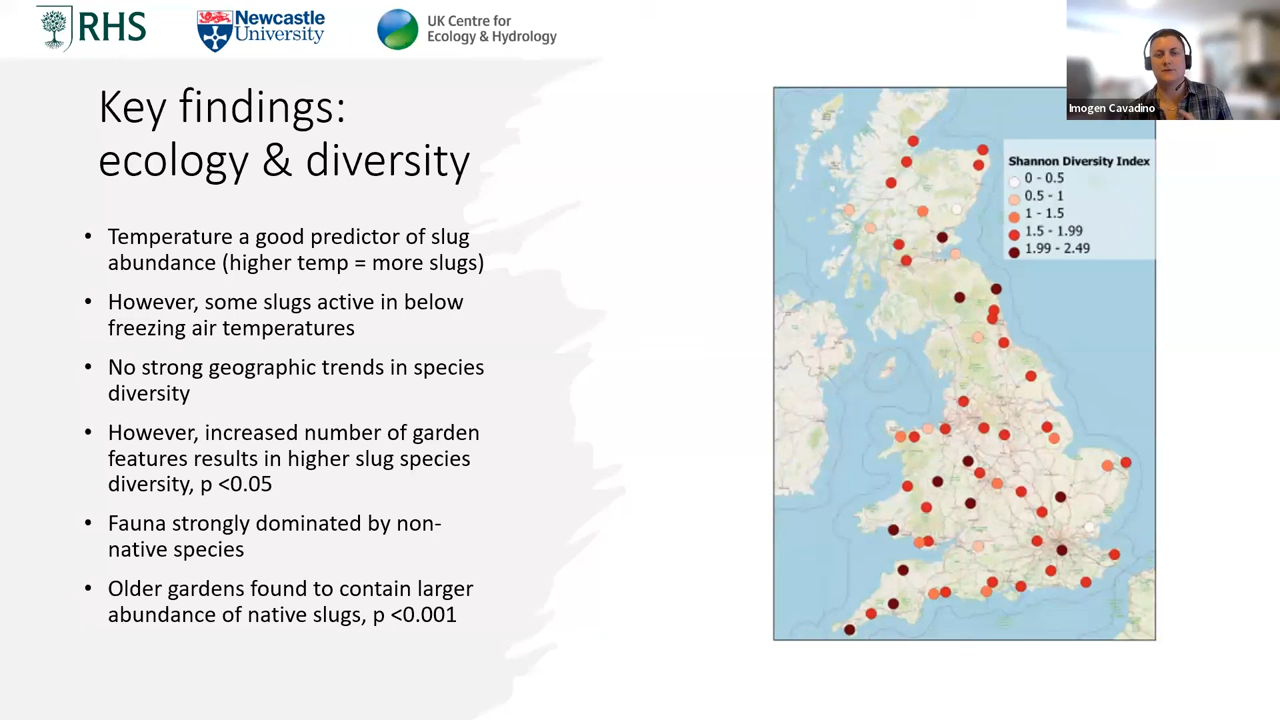 RHS
Newcastle
University
UK Centre for
Ecology & Hydrology
Imogen Cavadino
Key findings:
ecology & diversity
• Temperature a good predictor of slug
abundance (higher temp = more slugs)
• However, some slugs active in below
freezing air temperatures
• No strong geographic trends in species
diversity
• However, increased number of garden
features results in higher slug species
diversity, p <0.05
• Fauna strongly dominated by non-
native species
• Older gardens found to contain larger
abundance of native slugs, p <0.001
Shannon Diversity Index
0 - 0.5
0.5 - 1
1 - 1.5
1.5 - 1.99
1.99 - 2.49